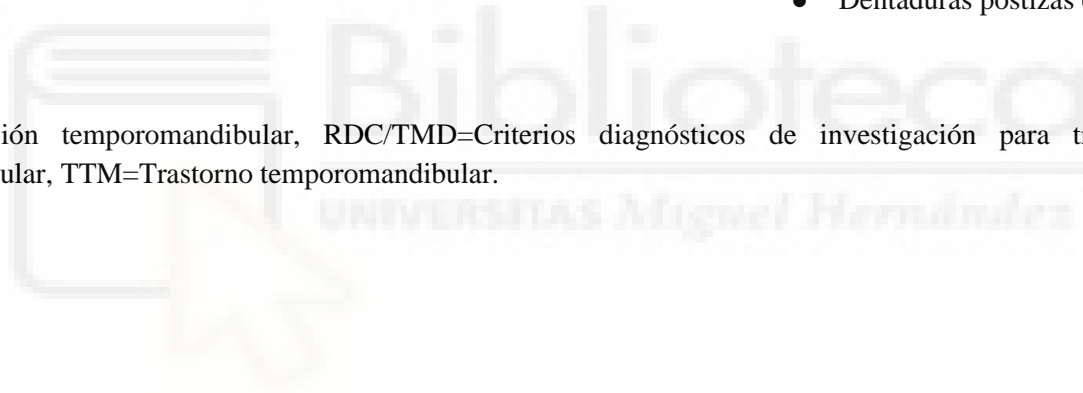 ● Dentaduras postizas
Biblioteca
ión temporomandibular, RDC/TMD=Criterios diagnósticos de investigación para
ular, TTM=Trastorno temporomandibular.
UNIVERSITAS Miguel Hernández